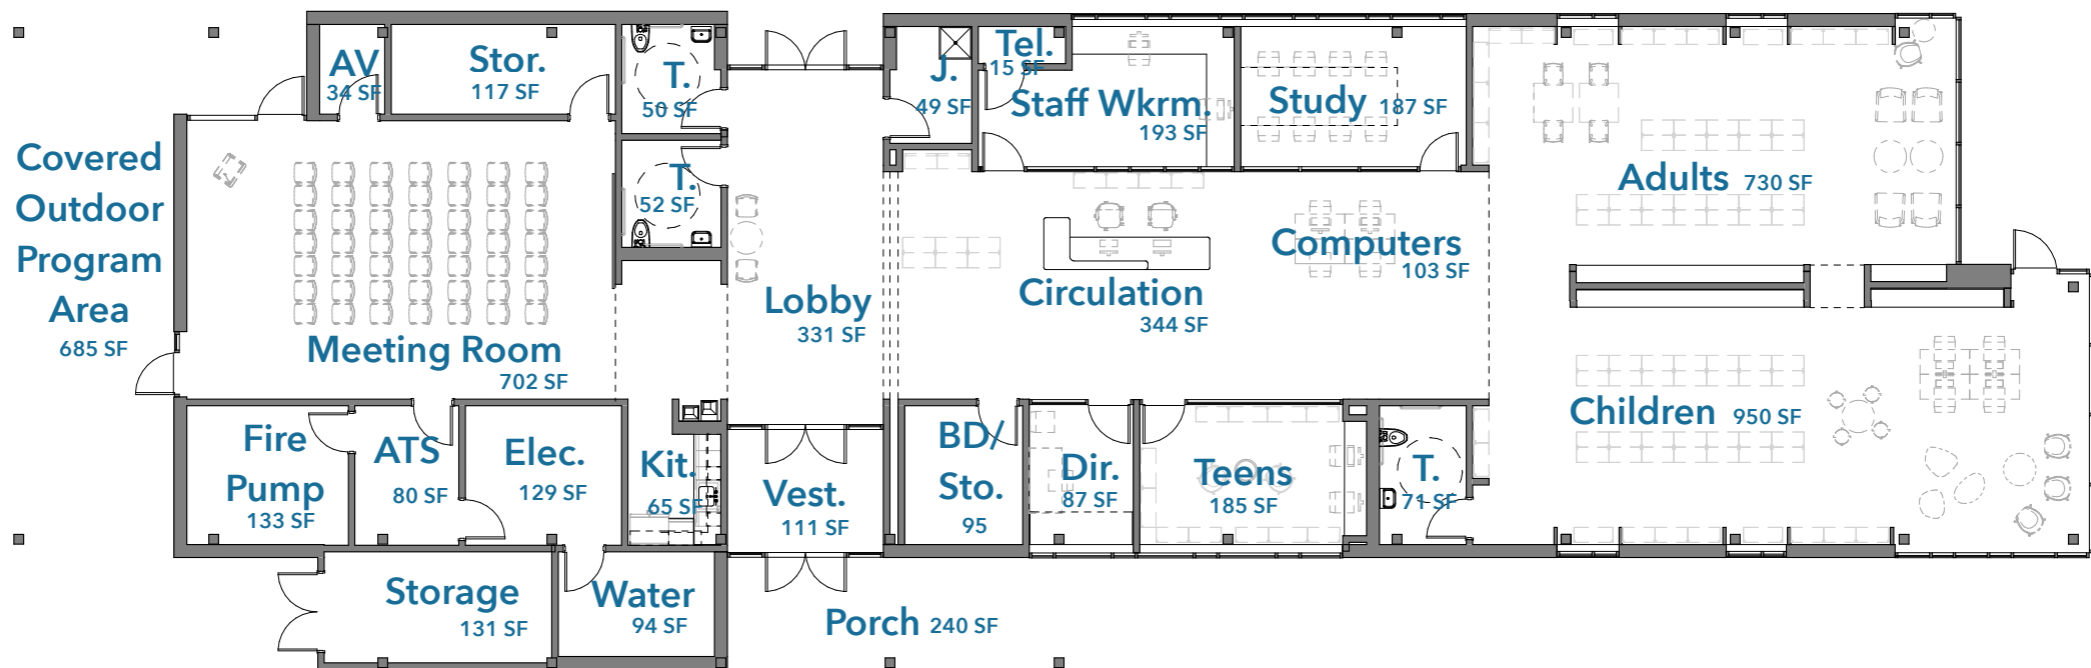 AV
34 SF
Stor.
117 SF
T.
50 SF
J.
49 SF
Tel.
15 SF
Staff Wkrm.
193 SF
Study 187 SF
Covered
Outdoor
Program
Area
685 SF
T.
52 SF
Adults 730 SF
Meeting Room
702 SF
Lobby
331 SF
Circulation
344 SF
Computers
103 SF
Children 950 SF
Fire
Pump
133 SF
ATS
80 SF
Elec.
129 SF
Kit.
65 SF
Vest.
111 SF
BD/
Sto.
95
Dir.
87 SF
Teens
185 SF
T.
71 SF
Storage
131 SF
Water
94 SF
Porch 240 SF